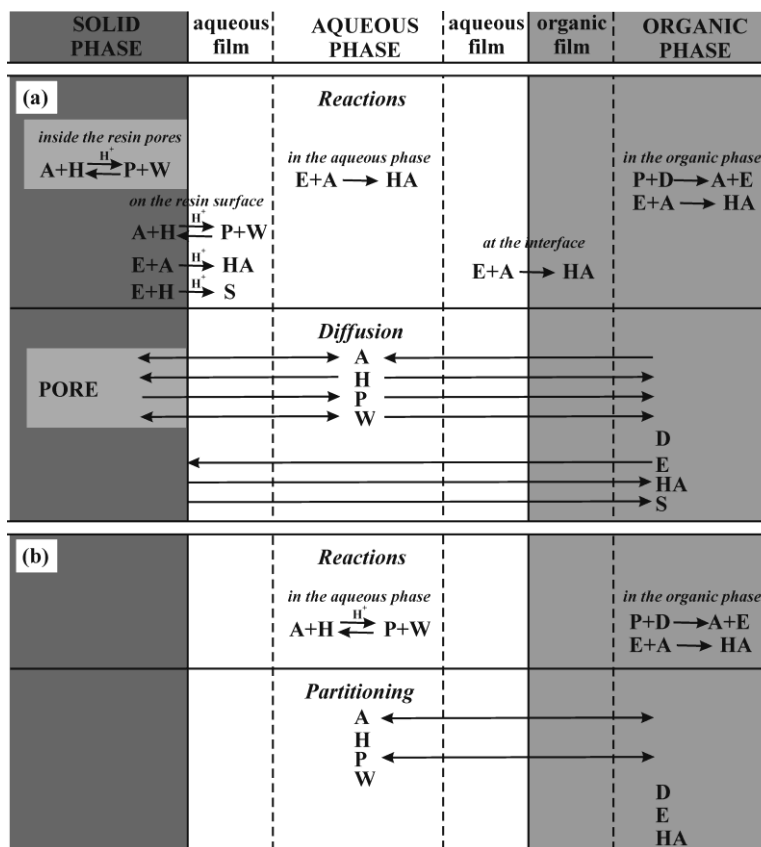 SOLID PHASE
aqueous film
AQUEOUS PHASE
aqueous film
organic film
ORGANIC PHASE
(a)
Reactions
inside the resin pores
H+
A+H P+W
in the aqueous phase
E+A HA
in the organic phase
P+D A+E
E+A HA
on the resin surface
H+
A+H P+W
H+
E+A HA
H+
E+H S
at the interface
E+A HA
Diffusion
PORE
A
H
P
W
D
E
HA
S
(b)
Reactions
in the aqueous phase
H+
A+H P+W
in the organic phase
P+D A+E
E+A HA
Partitioning
A
H
P
W
D
E
HA